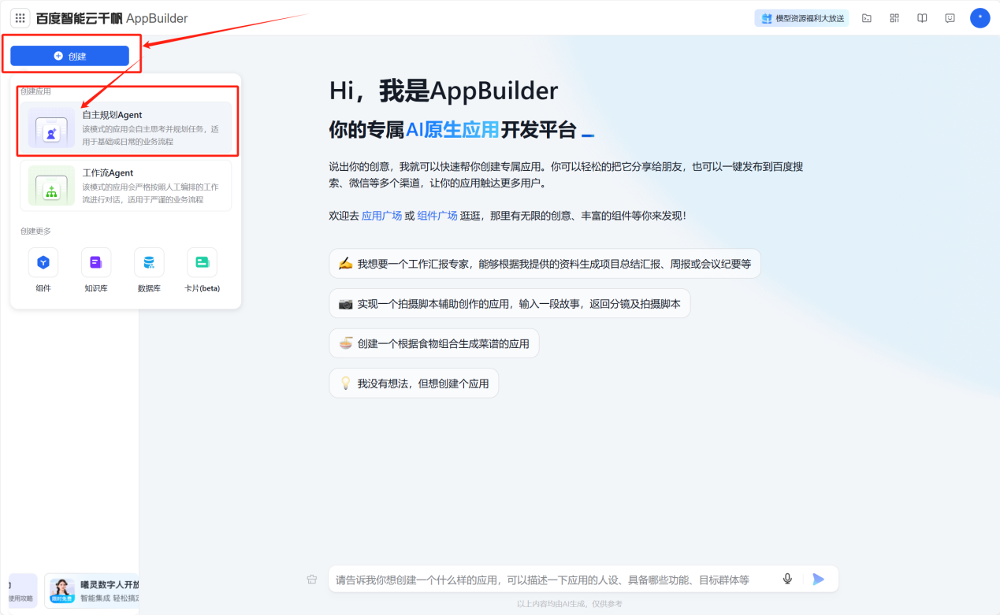 百度智能云千帆 AppBuilder
模型资源福利大放送
创建
创建应用
自主规划Agent
该模式的应用会自主思考并规划任务，适
用于基础或日常的业务流程
工作流Agent
该模式的应用会严格按照人工编排的工作
流进行对话，适用于严谨的业务流程
创建更多
组件
知识库
数据库
卡片(beta)
Hi，我是AppBuilder
你的专属AI原生应用开发平台
说出你的创意，我就可以快速帮你创建专属应用。你可以轻松的把它分享给朋友，也可以一键发布到百度搜
索、微信等多个渠道，让你的应用触达更多用户。
欢迎去 应用广场 或 组件广场 逛逛，那里有无限的创意、丰富的组件等你来发现！
我想要一个工作汇报专家，能够根据我提供的资料生成项目总结汇报、周报或会议纪要等
实现一个拍摄脚本辅助创作的应用，输入一段故事，返回分镜及拍摄脚本
创建一个根据食物组合生成菜谱的应用
我没有想法，但想创建个应用
使用攻略
限时免费
曦灵数字人开放
智能集成 轻松搞定
请告诉我你想创建一个什么样的应用，可以描述一下应用的人设、具备哪些功能、目标群体等
以上内容均由AI生成，仅供参考